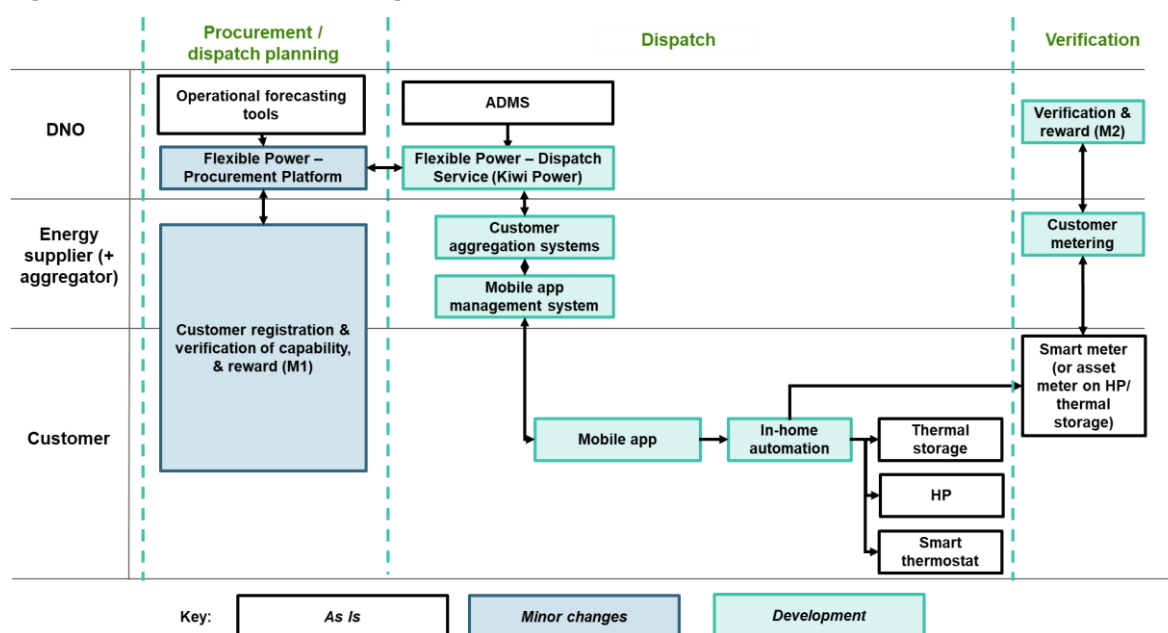 Procurement /
dispatch planning
Dispatch
Verification
DNO
Operational forecasting
tools
ADMS
Verification &
reward (M2)
Flexible Power –
Procurement Platform
Flexible Power – Dispatch
Service (Kiwi Power)
Energy
supplier (+
aggregator)
Customer
aggregation systems
Customer
metering
Mobile app
management system
Customer registration &
verification of capability,
& reward (M1)
Smart meter
(or asset
meter on HP/
thermal
storage)
Customer
Mobile app
In-home
automation
Thermal
storage
HP
Smart
thermostat
Key:
As Is
Minor changes
Development